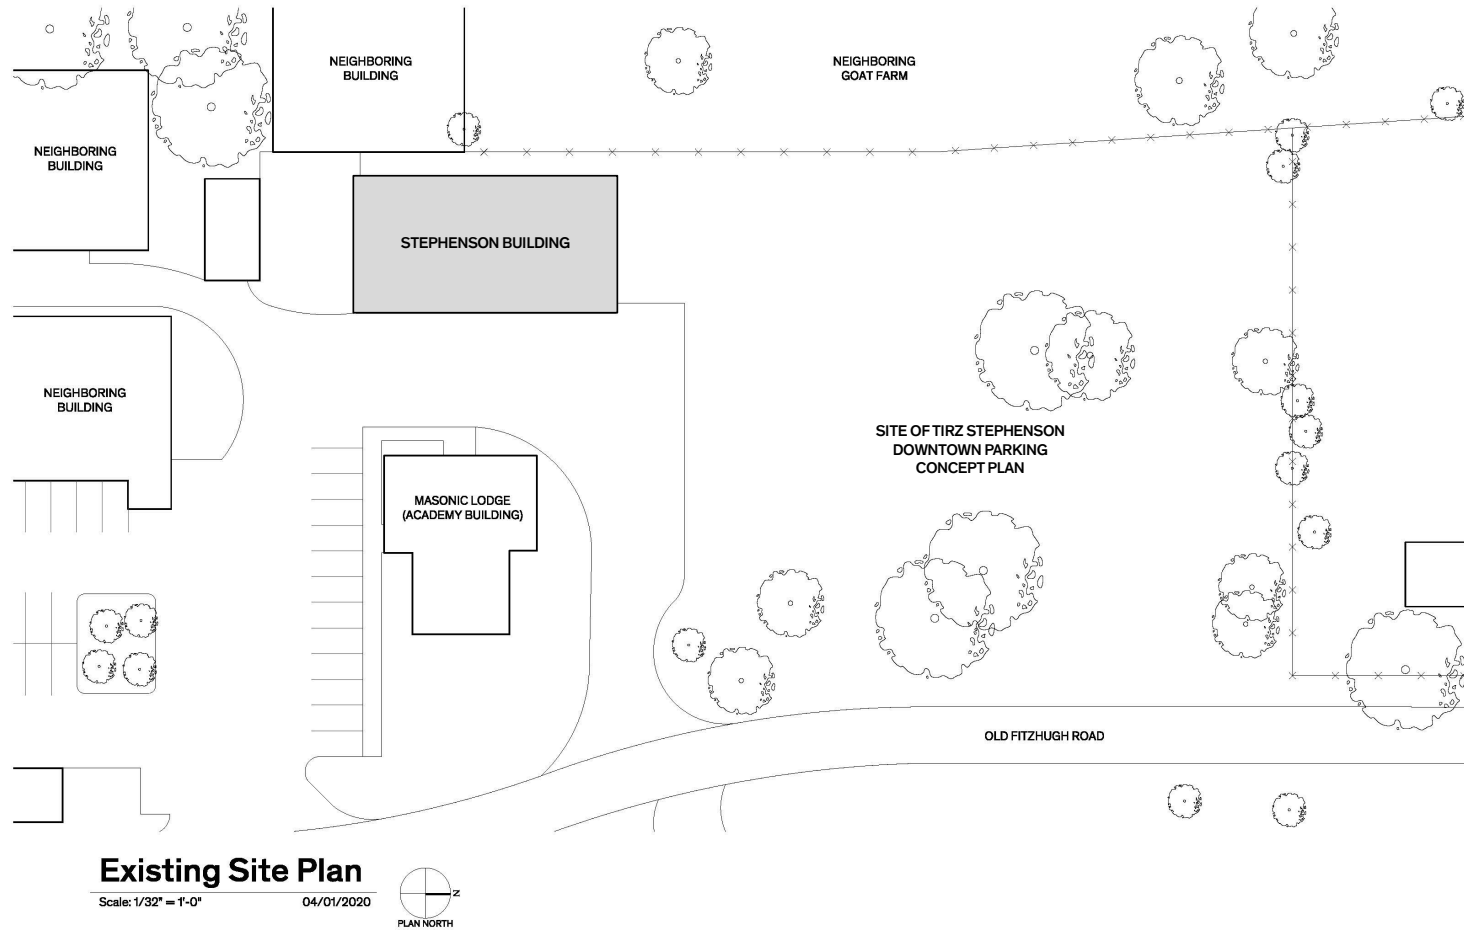 NEIGHBORING
BUILDING
NEIGHBORING
GOAT FARM
NEIGHBORING
BUILDING
STEPHENSON BUILDING
NEIGHBORING
BUILDING
SITE OF TIRZ STEPHENSON
DOWNTOWN PARKING
CONCEPT PLAN
MASONIC LODGE
(ACADEMY BUILDING)
OLD FITZHUGH ROAD
Existing Site Plan
Scale: 1/32" = 1'-0"
04/01/2020
N
PLAN NORTH